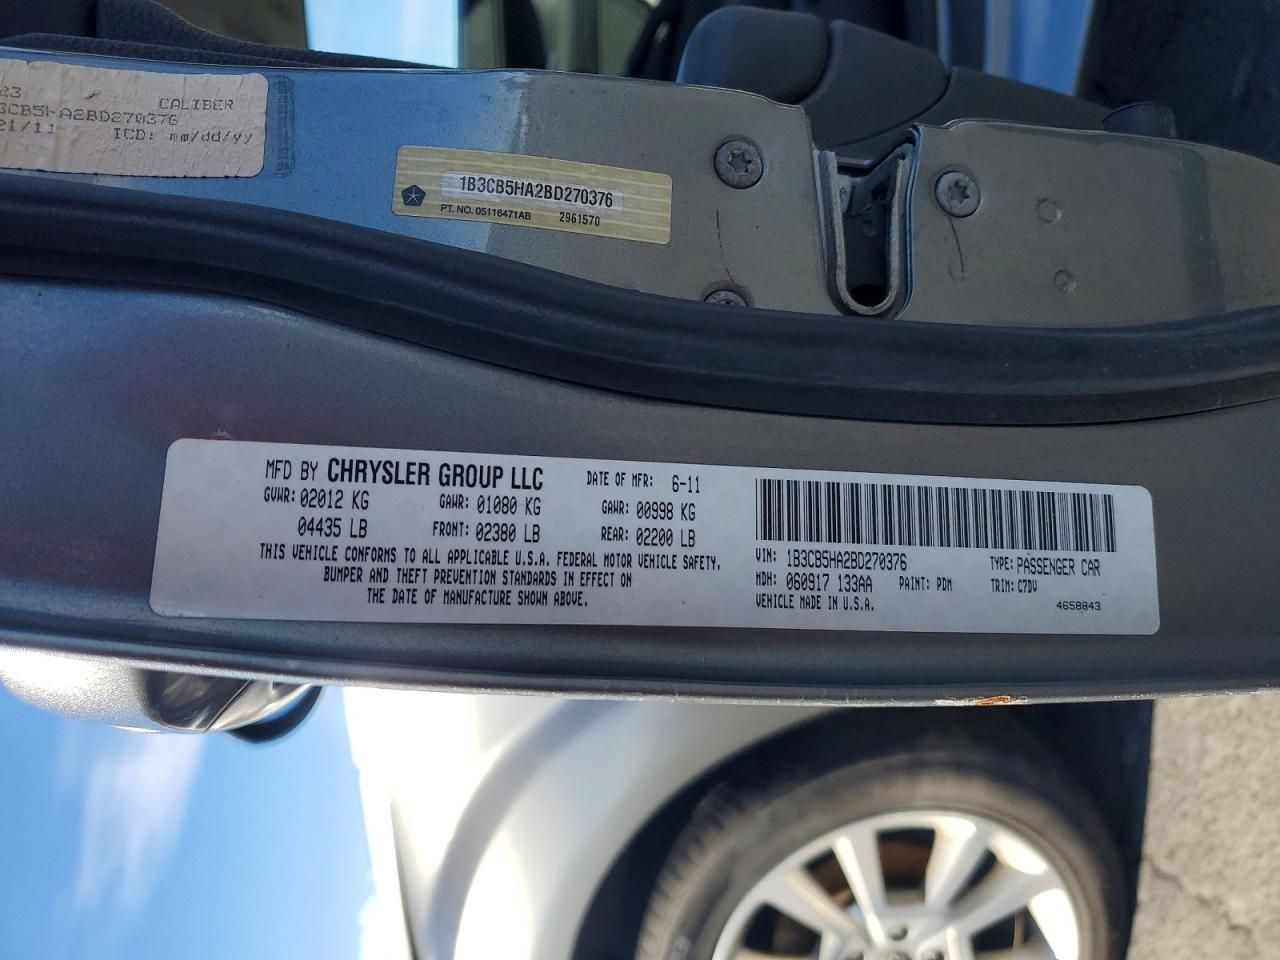 23
CALIBER
3CB5HA2BD270376
21/11 ICD: mm/dd/yy
1B3CB5HA2BD270376
PT. NO. 05116471AB 2961570
MFD BY CHRYSLER GROUP LLC DATE OF MFR: 6-11
GVWR: 02012 KG GAWR: 01080 KG GAWR: 00998 KG
04435 LB FRONT: 02380 LB REAR: 02200 LB
THIS VEHICLE CONFORMS TO ALL APPLICABLE U.S.A. FEDERAL MOTOR VEHICLE SAFETY,
BUMPER AND THEFT PREVENTION STANDARDS IN EFFECT ON
THE DATE OF MANUFACTURE SHOWN ABOVE.
VIN: 1B3CB5HA2BD270376 TYPE: PASSENGER CAR
MDH: 060917 133AA PAINT: PDM TRIM: C7DV
VEHICLE MADE IN U.S.A. 4658843